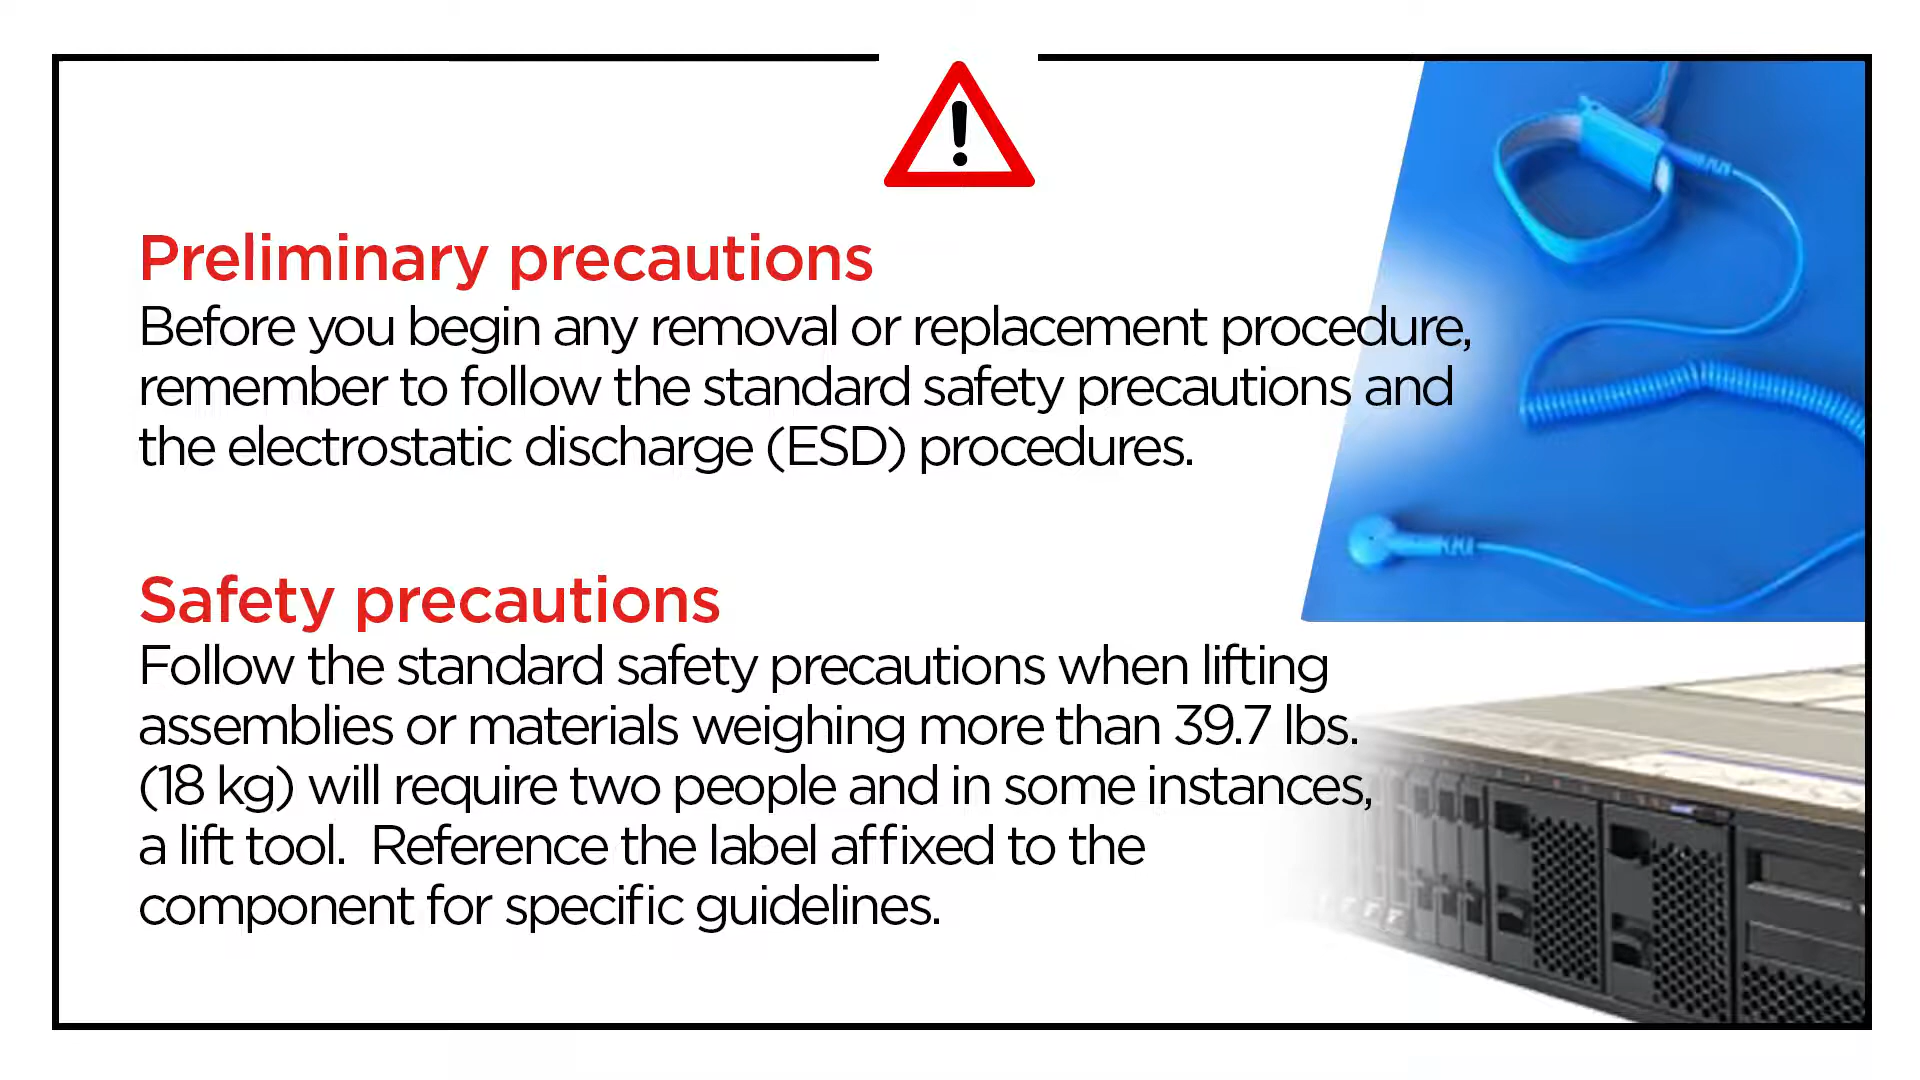 Preliminary precautions
Before you begin any removal or replacement procedure,
remember to follow the standard safety precautions and
the electrostatic discharge (ESD) procedures.
Safety precautions
Follow the standard safety precautions when lifting
assemblies or materials weighing more than 39.7 lbs.
(18 kg) will require two people and in some instances,
a lift tool.  Reference the label affixed to the
component for specific guidelines.